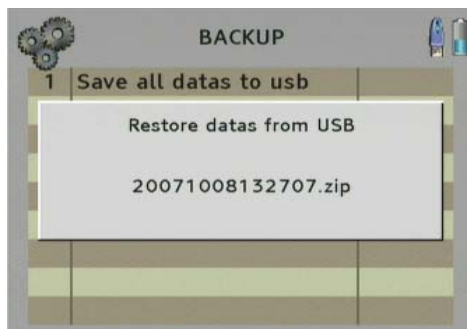 BACKUP
1 Save all datas to usb
Restore datas from USB
20071008132707.zip